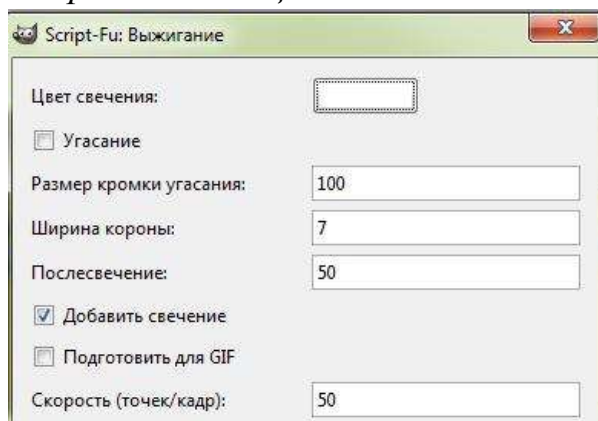 Script-Fu: Выжигание
Цвет свечения:
Угасание
Размер кромки угасания: 100
Ширина короны: 7
Послесвечение: 50
Добавить свечение
Подготовить для GIF
Скорость (точек/кадр): 50